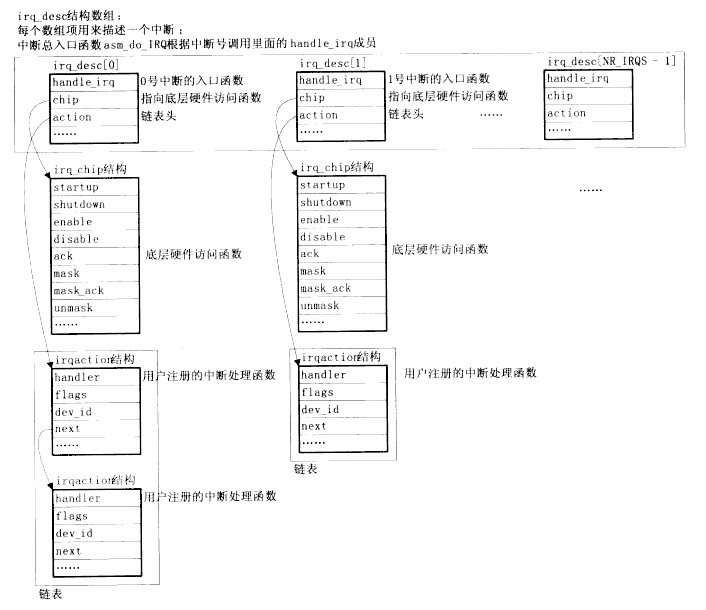 irq_desc结构数组：
每个数组项用来描述一个中断；
中断总入口函数asm_do_IRQ根据中断号调用里面的handle_irq成员
irq_desc[0]
handle_irq 0号中断的入口函数
chip 指向底层硬件访问函数
action 链表头
……
irq_desc[1]
handle_irq 1号中断的入口函数
chip 指向底层硬件访问函数
action 链表头 ……
……
irq_desc[NR_IRQS - 1]
handle_irq
chip
action
……
irq_chip结构
startup
shutdown
enable
disable
ack 底层硬件访问函数
mask
mask_ack
unmask
……
irq_chip结构
startup
shutdown
enable
disable
ack 底层硬件访问函数
mask
mask_ack
unmask
……
……
irqaction结构
handler 用户注册的中断处理函数
flags
dev_id
next
……
irqaction结构
handler 用户注册的中断处理函数
flags
dev_id
next
……
链表
irqaction结构
handler 用户注册的中断处理函数
flags
dev_id
next
……
链表